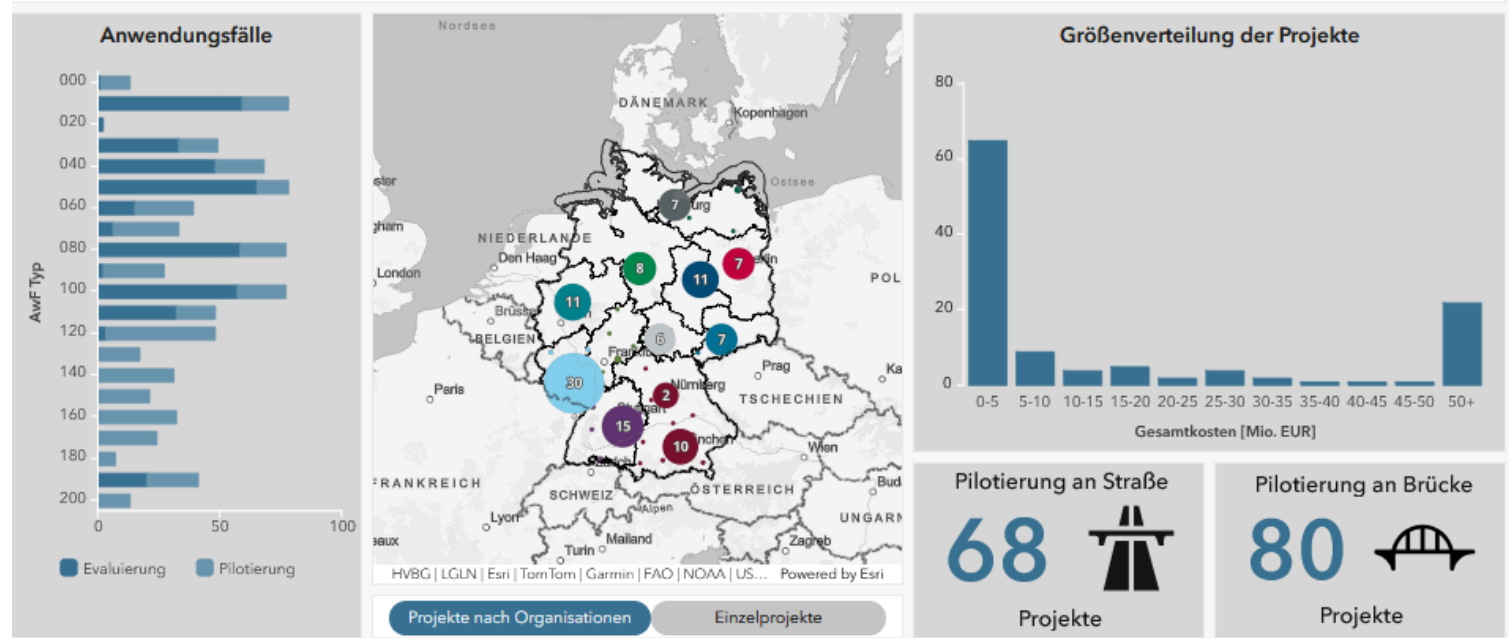 Anwendungsfälle
000
020
040
060
080
100
120
140
160
180
200
AwF Typ
0
50
100
Evaluierung
Pilotierung
Nordsee
DÄNEMARK
Kopenhagen
Ostsee
7
NIEDERLANDE
Den Haag
London
8
11
7
POL
11
BELGIEN
6
7
Prag
Paris
30
2
Nürnberg
TSCHECHIEN
15
10
Wien
FRANKREICH
SCHWEIZ
ÖSTERREICH
Alpen
Bud
UNGARN
Lyon
Mailand
Turin
Zagreb
HVBG | LGLN | Esri | TomTom | Garmin | FAO | NOAA | US...
Powered by Esri
Projekte nach Organisationen
Einzelprojekte
Größenverteilung der Projekte
80
60
40
20
0
0-5 5-10 10-15 15-20 20-25 25-30 30-35 35-40 40-45 45-50 50+
Gesamtkosten [Mio. EUR]
Pilotierung an Straße
68
Projekte
Pilotierung an Brücke
80
Projekte